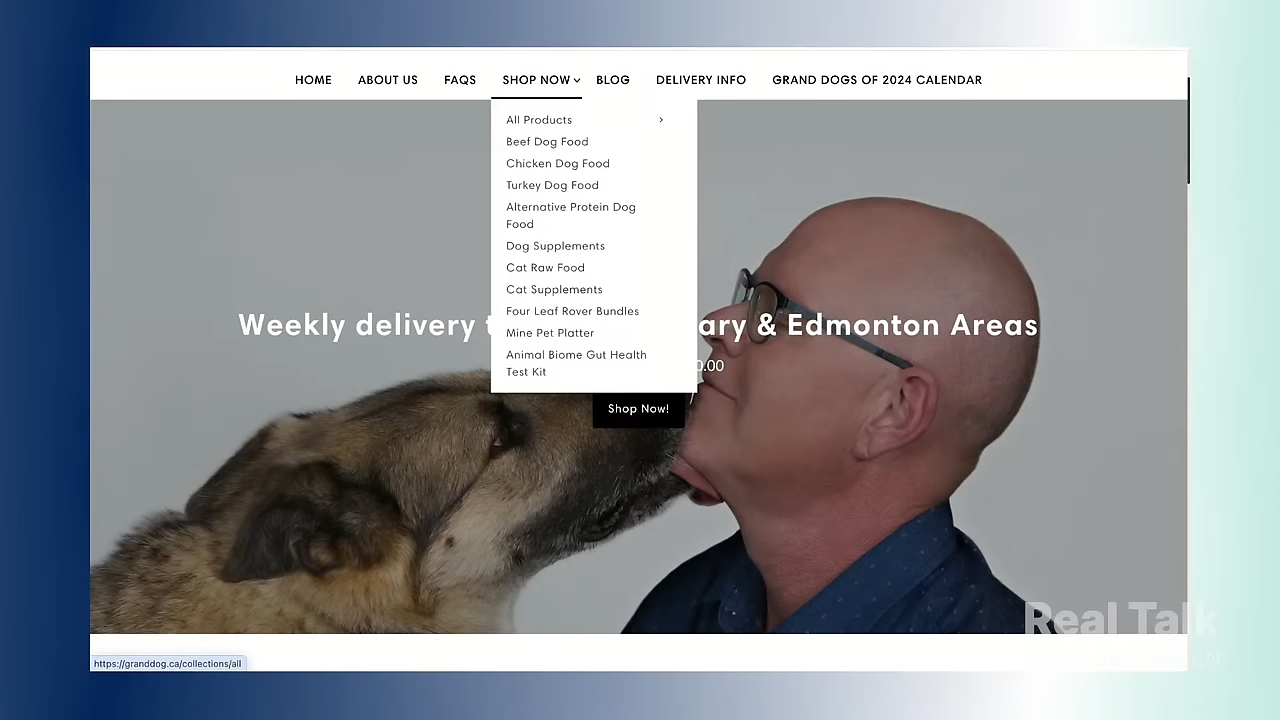 HOME ABOUT US FAQS SHOP NOW BLOG DELIVERY INFO GRAND DOGS OF 2024 CALENDAR
All Products
Beef Dog Food
Chicken Dog Food
Turkey Dog Food
Alternative Protein Dog
Food
Dog Supplements
Cat Raw Food
Cat Supplements
Four Leaf Rover Bundles
Mine Pet Platter
Animal Biome Gut Health
Test Kit
Weekly delivery & Edmonton Areas
Shop Now!
Real Talk
https://granddog.ca/collections/all